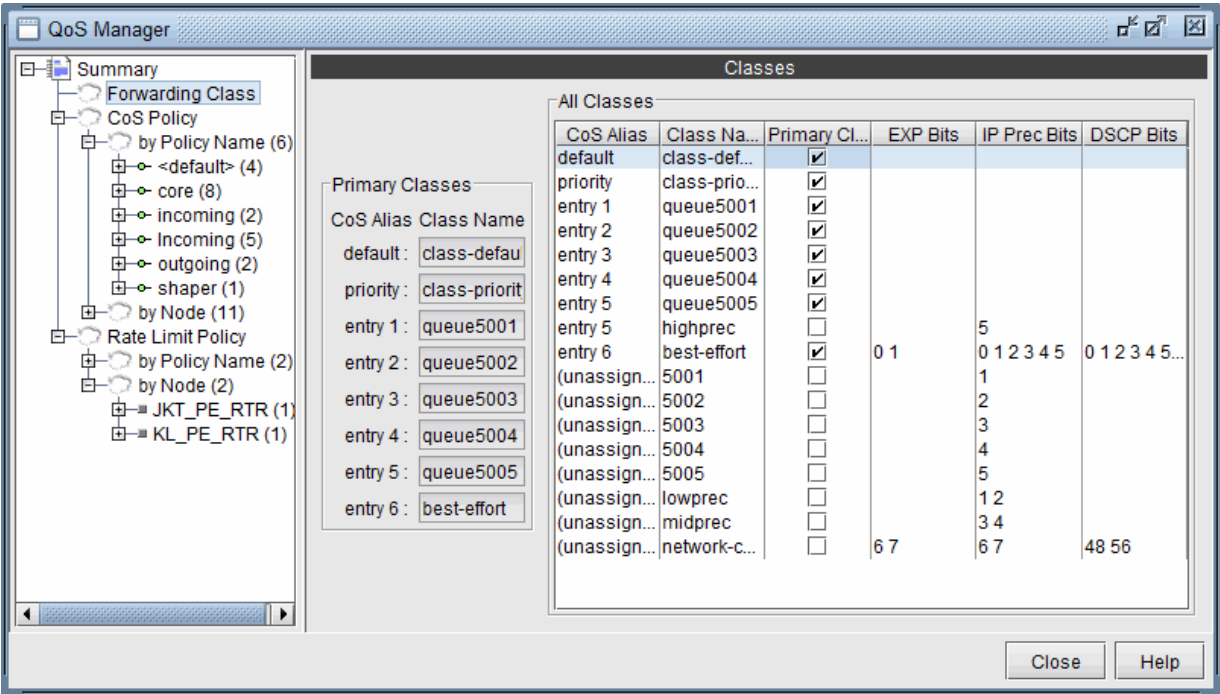 QoS Manager
Summary
Forwarding Class
CoS Policy
by Policy Name (6)
<default> (4)
core (8)
incoming (2)
Incoming (5)
outgoing (2)
shaper (1)
by Node (11)
Rate Limit Policy
by Policy Name (2)
by Node (2)
JKT_PE_RTR (1)
KL_PE_RTR (1)
Classes
Primary Classes
CoS Alias Class Name
default : class-defaul
priority : class-priorit
entry 1 : queue5001
entry 2 : queue5002
entry 3 : queue5003
entry 4 : queue5004
entry 5 : queue5005
entry 6 : best-effort
All Classes
CoS Alias Class Na... Primary Cl... EXP Bits IP Prec Bits DSCP Bits
default class-def...
priority class-prio...
entry 1 queue5001
entry 2 queue5002
entry 3 queue5003
entry 4 queue5004
entry 5 queue5005
entry 5 highprec 5
entry 6 best-effort 0 1 0 1 2 3 4 5 0 1 2 3 4 5...
(unassign... 5001 1
(unassign... 5002 2
(unassign... 5003 3
(unassign... 5004 4
(unassign... 5005 5
(unassign... lowprec 1 2
(unassign... midprec 3 4
(unassign... network-c... 6 7 6 7 48 56
Close Help